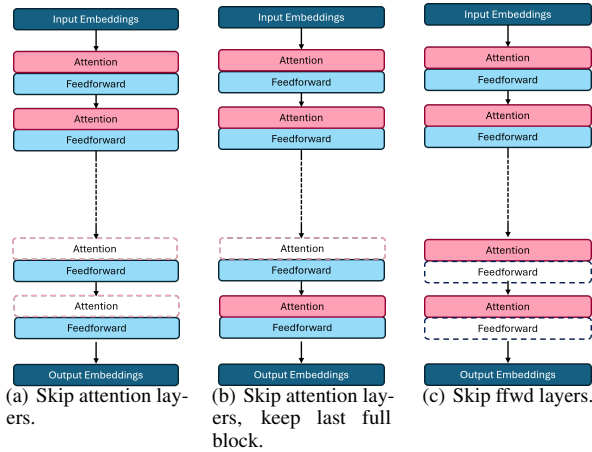 Input Embeddings
Attention
Feedforward
Attention
Feedforward
Attention
Feedforward
Attention
Feedforward
Output Embeddings
(a) Skip attention lay-
ers.
Input Embeddings
Attention
Feedforward
Attention
Feedforward
Attention
Feedforward
Attention
Feedforward
Output Embeddings
(b) Skip attention lay-
ers, keep last full
block.
Input Embeddings
Attention
Feedforward
Attention
Feedforward
Attention
Feedforward
Attention
Feedforward
Output Embeddings
(c) Skip ffwd layers.